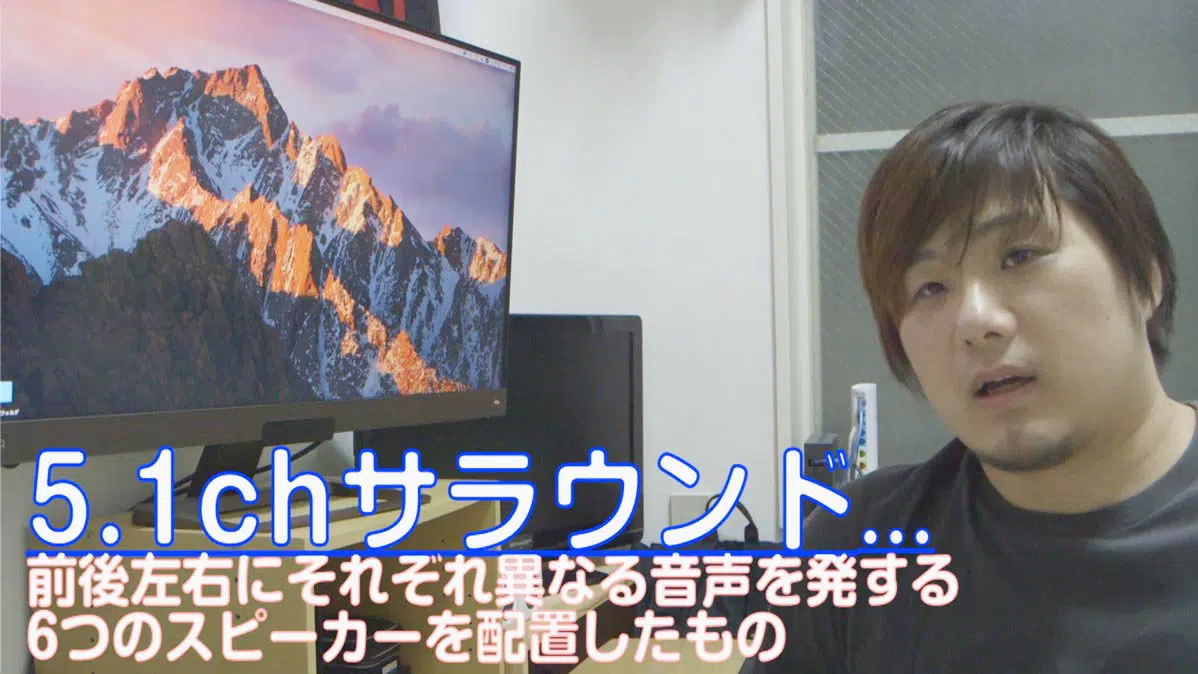 5.1chサラウンド…
前後左右にそれぞれ異なる音声を発する
6つのスピーカーを配置したもの